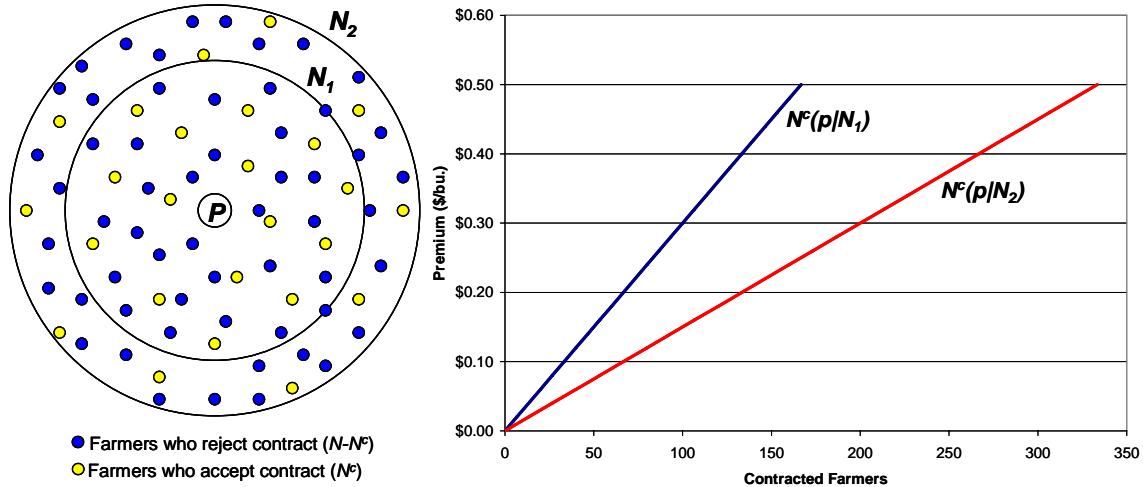 N2
N1
P
Farmers who reject contract (N-Nᶜ)
Farmers who accept contract (Nᶜ)
Premium ($/bu.)
$0.60
$0.50
$0.40
$0.30
$0.20
$0.10
$0.00
Nᶜ(p/N₁)
Nᶜ(p/N₂)
0 50 100 150 200 250 300 350
Contracted Farmers